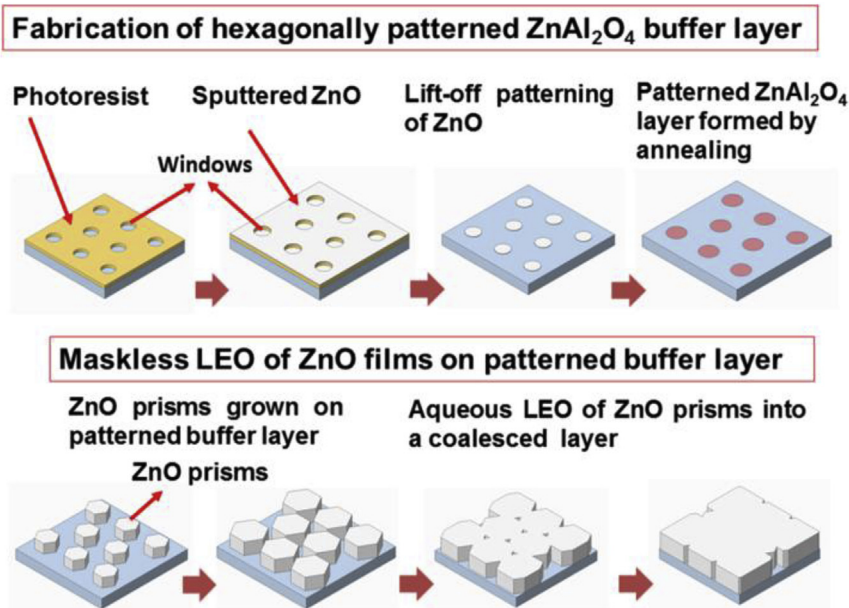 Fabrication of hexagonally patterned ZnAl₂O₄ buffer layer
Photoresist
Sputtered ZnO
Lift-off patterning
of ZnO
Patterned ZnAl₂O₄
layer formed by
annealing
Windows
Maskless LEO of ZnO films on patterned buffer layer
ZnO prisms grown on
patterned buffer layer
ZnO prisms
Aqueous LEO of ZnO prisms into
a coalesced layer